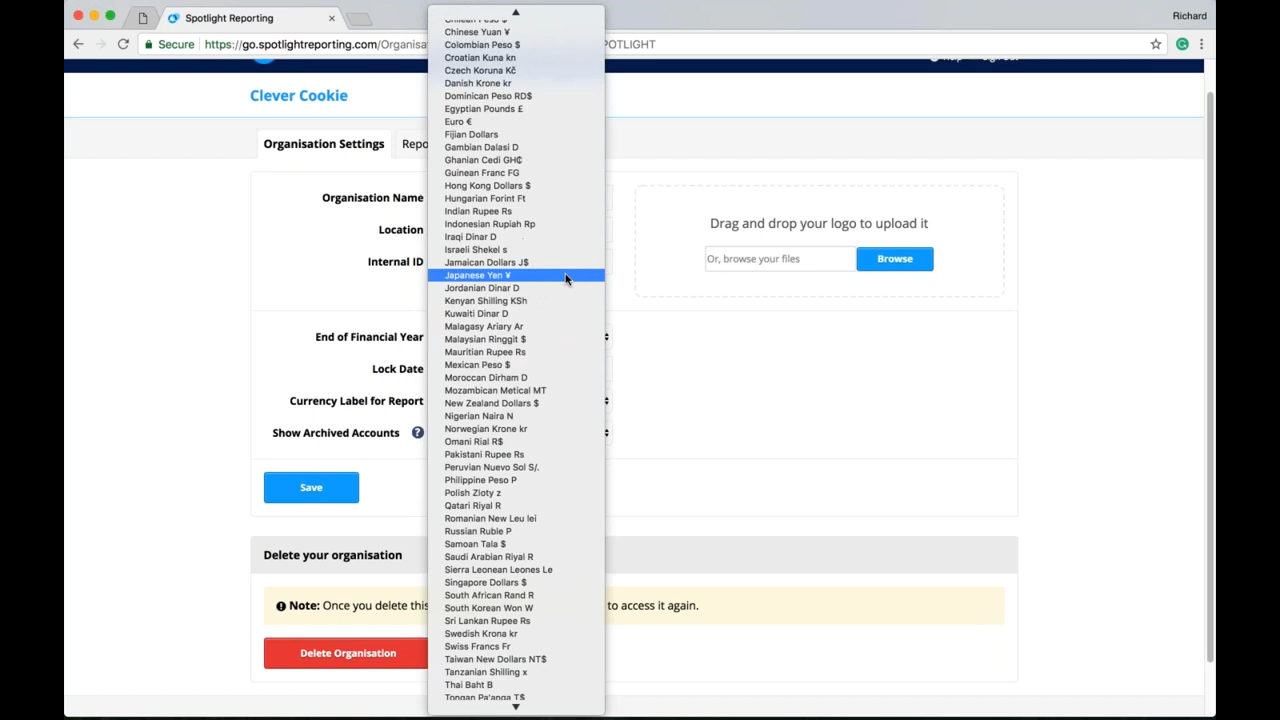 Spotlight Reporting
Richard
Secure
https://go.spotlightreporting.com/Organisa
POTLIGHT
Clever Cookie
Organisation Settings
Repo
Organisation Name
Location
Internal ID
End of Financial Year
Lock Date
Currency Label for Report
Show Archived Accounts
Save
Delete your organisation
Note: Once you delete this
to access it again.
Delete Organisation
Drag and drop your logo to upload it
Or, browse your files
Browse
Chilean Peso $
Chinese Yuan ¥
Colombian Peso $
Croatian Kuna kn
Czech Koruna Kč
Danish Krone kr
Dominican Peso RD$
Egyptian Pounds £
Euro €
Fijian Dollars
Gambian Dalasi D
Ghanian Cedi GH₵
Guinean Franc FG
Hong Kong Dollars $
Hungarian Forint Ft
Indian Rupee Rs
Indonesian Rupiah Rp
Iraqi Dinar D
Israeli Shekel s
Jamaican Dollars J$
Japanese Yen ¥
Jordanian Dinar D
Kenyan Shilling KSh
Kuwaiti Dinar D
Malagasy Ariary Ar
Malaysian Ringgit $
Mauritian Rupee Rs
Mexican Peso $
Moroccan Dirham D
Mozambican Metical MT
New Zealand Dollars $
Nigerian Naira N
Norwegian Krone kr
Omani Rial R$
Pakistani Rupee Rs
Peruvian Nuevo Sol S/.
Philippine Peso P
Polish Zloty z
Qatari Riyal R
Romanian New Leu lei
Russian Ruble P
Samoan Tala $
Saudi Arabian Riyal R
Sierra Leonean Leones Le
Singapore Dollars $
South African Rand R
South Korean Won W
Sri Lankan Rupee Rs
Swedish Krona kr
Swiss Francs Fr
Taiwan New Dollars NT$
Tanzanian Shilling x
Thai Baht B
Tongan Pa'anga T$